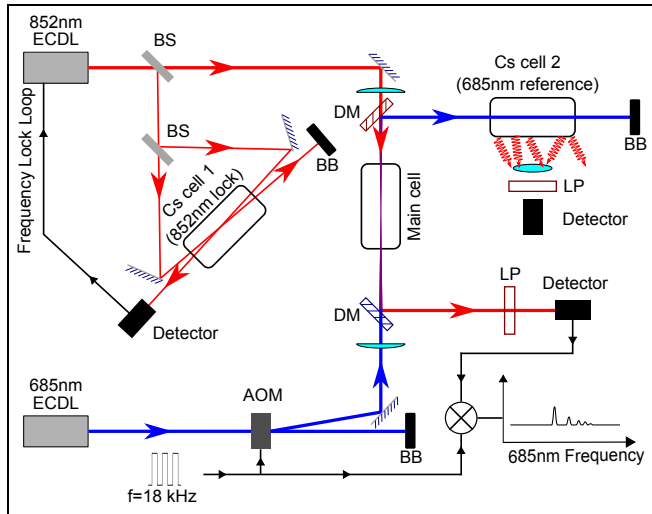 852nm
ECDL
BS
Cs cell 2
(685nm
reference)
DM
BS
BB
BB
Frequency Lock Loop
Cs cell 1
(852nm lock)
Main cell
LP
Detector
LP
Detector
DM
Detector
685nm
ECDL
AOM
BB
685nm Frequency
f=18 kHz